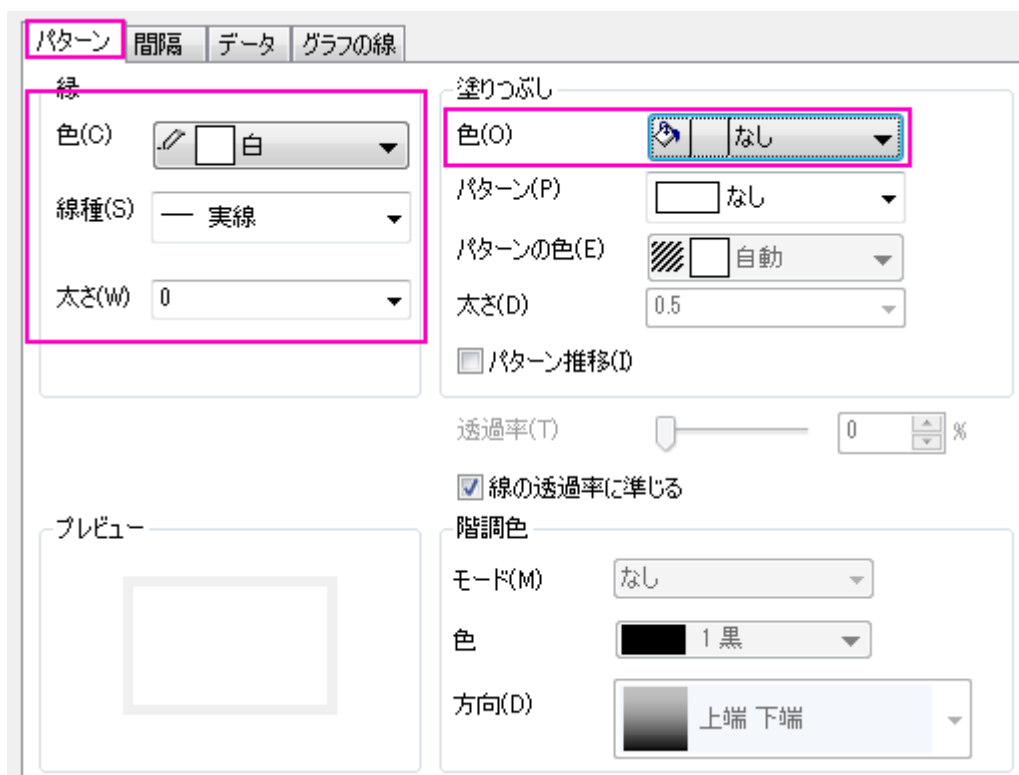 パターン 間隔 データ グラフの線
縁
色(C) 白
線種(S) 実線
太さ(W) 0
塗りつぶし
色(O) なし
パターン(P) なし
パターンの色(E) 自動
太さ(D) 0.5
パターン推移(I)
透過率(T) 0 %
線の透過率に準じる
プレビュー
階調色
モード(M) なし
色 1 黒
方向(D) 上端 下端